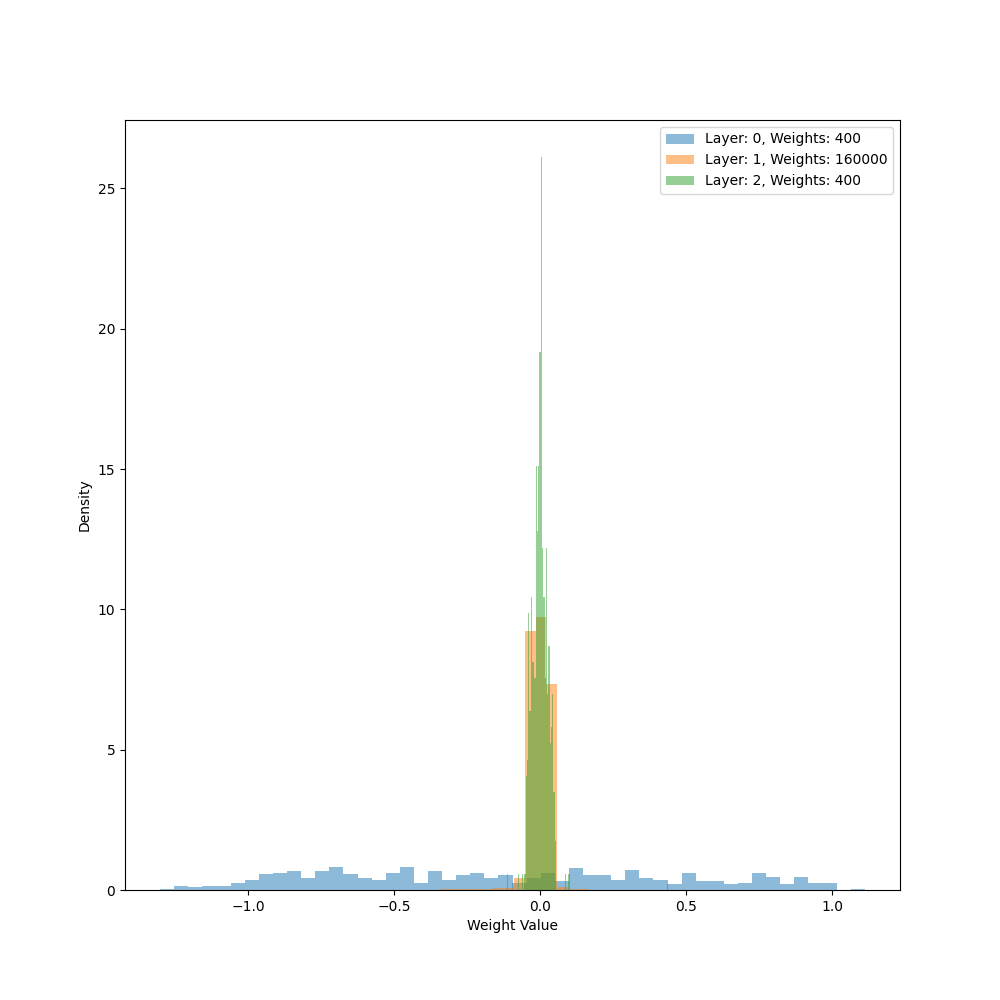 Layer: 0, Weights: 400
Layer: 1, Weights: 160000
Layer: 2, Weights: 400
25
20
15
10
5
0
Density
−1.0 −0.5 0.0 0.5 1.0
Weight Value